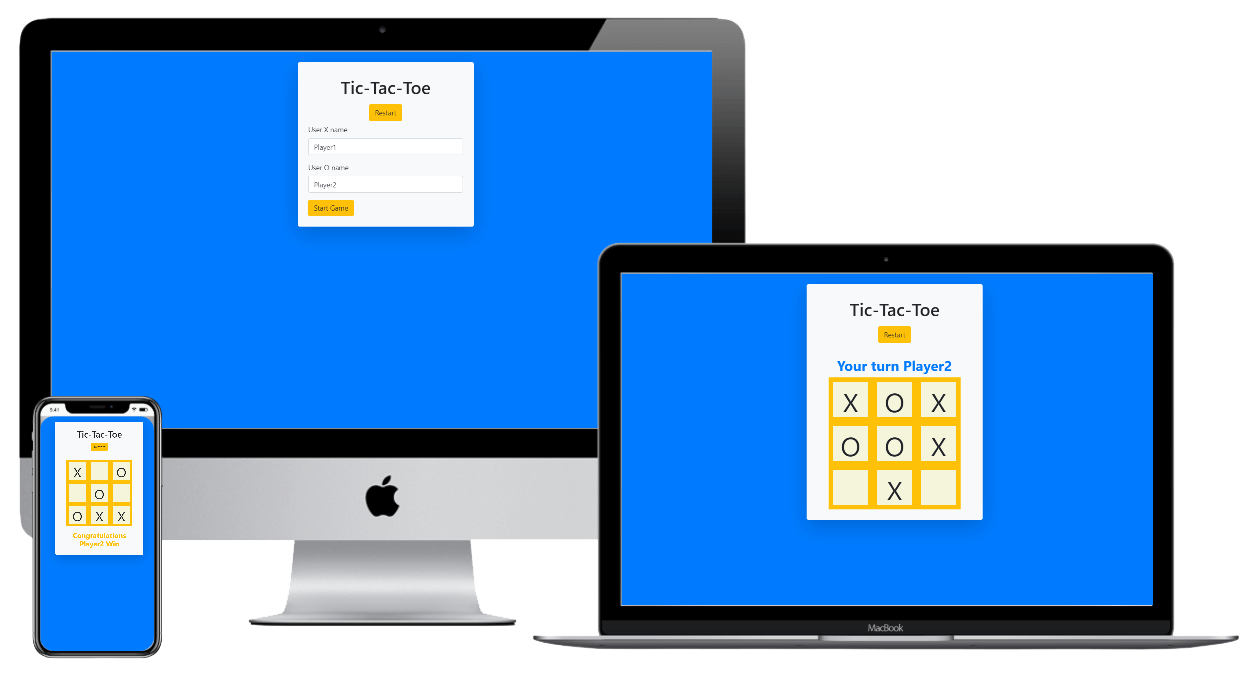 Tic-Tac-Toe
Restart
User X name
Player1
User O name
Player2
Start Game
Tic-Tac-Toe
Restart
Your turn Player2
X O X
O O X
X
MacBook
9:41
Tic-Tac-Toe
X O
O
O X X
Congratulations
Player2 Win